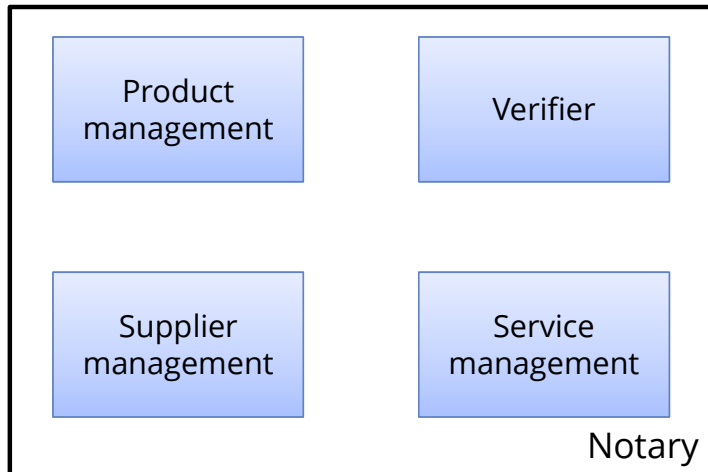 Product
management
Verifier
Supplier
management
Service
management
Notary